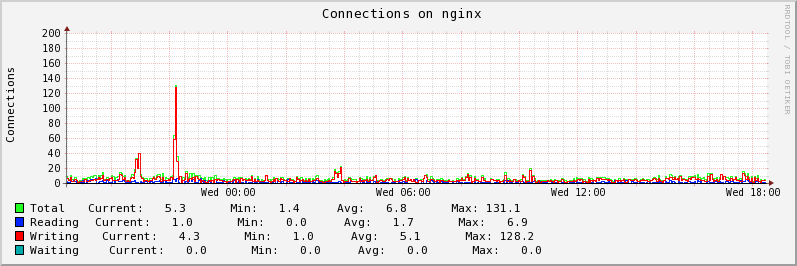 Connections on nginx
RRDTOOL / TOBI OETIKER
Connections
200
180
160
140
120
100
80
60
40
20
0
Wed 00:00 Wed 06:00 Wed 12:00 Wed 18:00
Total Current: 5.3 Min: 1.4 Avg: 6.8 Max: 131.1
Reading Current: 1.0 Min: 0.0 Avg: 1.7 Max: 6.9
Writing Current: 4.3 Min: 1.0 Avg: 5.1 Max: 128.2
Waiting Current: 0.0 Min: 0.0 Avg: 0.0 Max: 0.0